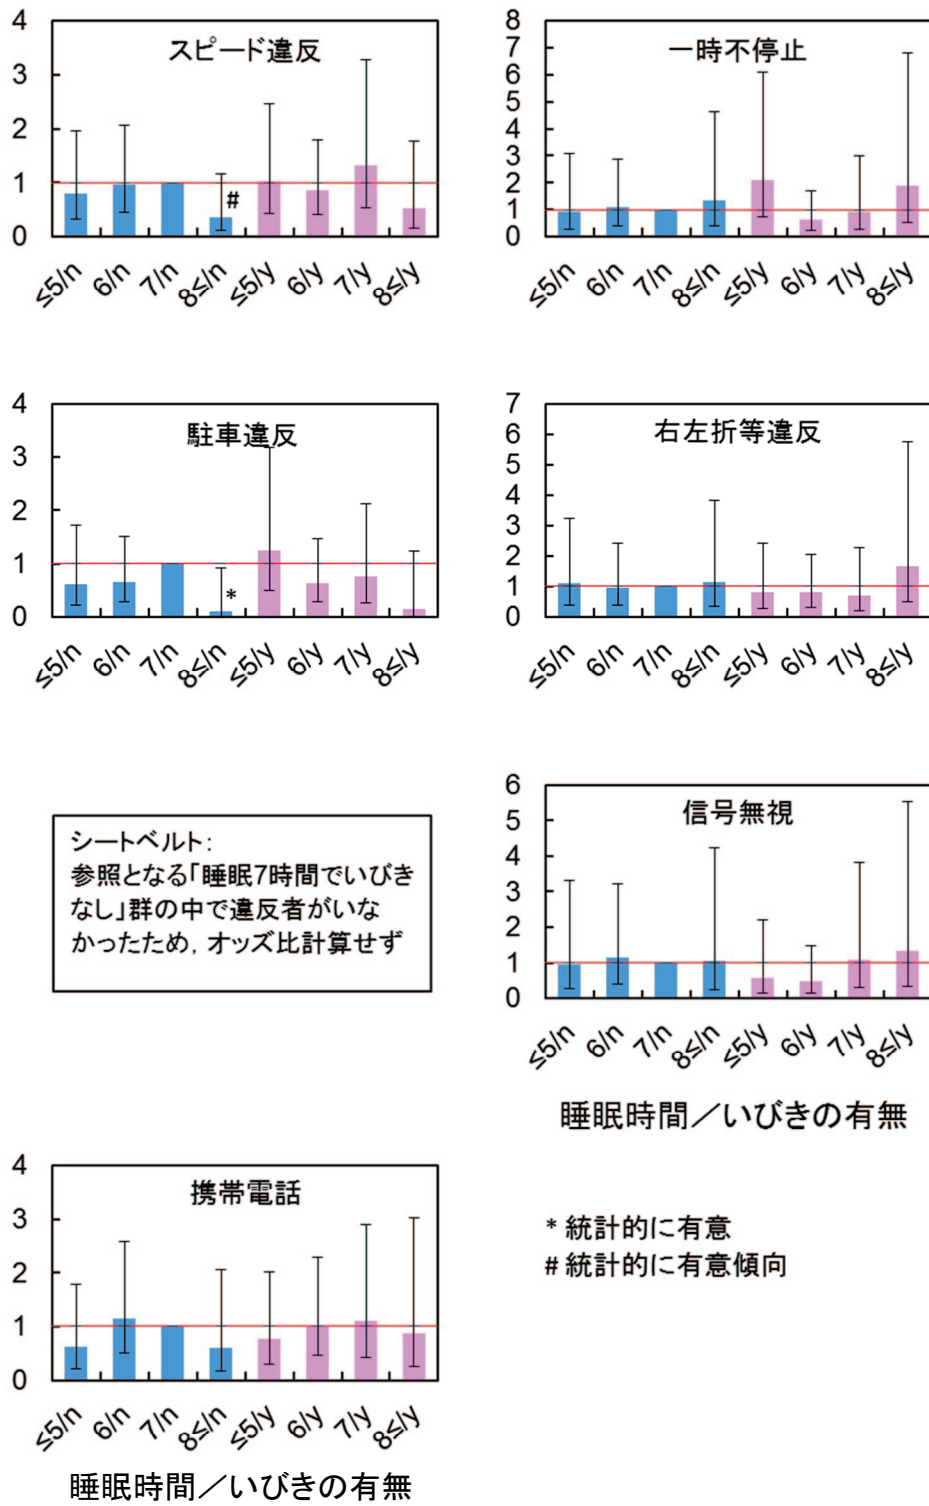 スピード違反
4
3
2
1
0
#
≤5/n 6/n 7/n 8≤/n ≤5/y 6/y 7/y 8≤/y
一時不停止
8
7
6
5
4
3
2
1
0
≤5/n 6/n 7/n 8≤/n ≤5/y 6/y 7/y 8≤/y
駐車違反
4
3
2
1
0
*
≤5/n 6/n 7/n 8≤/n ≤5/y 6/y 7/y 8≤/y
右左折等違反
7
6
5
4
3
2
1
0
≤5/n 6/n 7/n 8≤/n ≤5/y 6/y 7/y 8≤/y
シートベルト:
参照となる「睡眠7時間でいびき
なし」群の中で違反者がいな
かったため, オッズ比計算せず
信号無視
6
5
4
3
2
1
0
≤5/n 6/n 7/n 8≤/n ≤5/y 6/y 7/y 8≤/y
睡眠時間／いびきの有無
携帯電話
4
3
2
1
0
≤5/n 6/n 7/n 8≤/n ≤5/y 6/y 7/y 8≤/y
睡眠時間／いびきの有無
* 統計的に有意
# 統計的に有意傾向